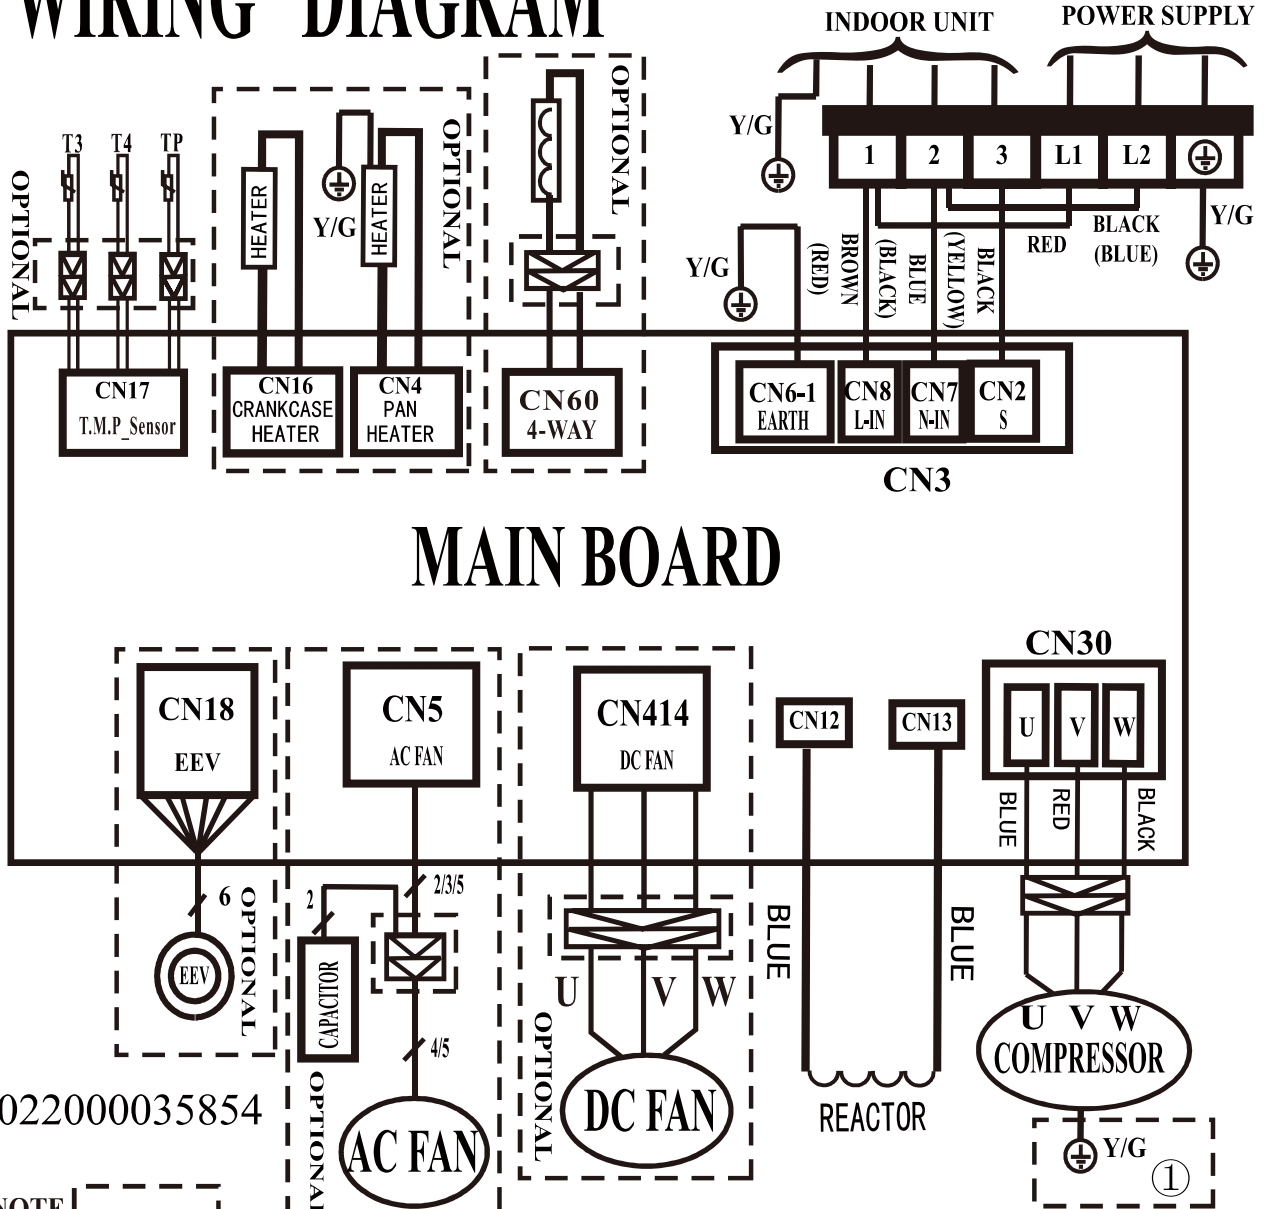 WIRING DIAGRAM
INDOOR UNIT
POWER SUPPLY
T3
T4
TP
OPTIONAL
HEATER
Y/G
HEATER
OPTIONAL
OPTIONAL
Y/G
1
2
3
L1
L2
Y/G
BLACK
(BLUE)
RED
Y/G
(RED)
BROWN
(BLACK)
BLUE
(YELLOW)
BLACK
CN17
T.M.P_Sensor
CN16
CRANKCASE
HEATER
CN4
PAN
HEATER
CN60
4-WAY
CN6-1
EARTH
CN8
L-IN
CN7
N-IN
CN2
S
CN3
MAIN BOARD
CN18
EEV
CN5
AC FAN
CN414
DC FAN
CN12
CN13
CN30
U
V
W
BLUE
RED
BLACK
6
EEV
OPTIONAL
2
2/3/5
CAPACITOR
4/5
OPTIONAL
AC FAN
U
V
W
OPTIONAL
DC FAN
BLUE
BLUE
REACTOR
U V W
COMPRESSOR
Y/G
①
022000035854
NOTE